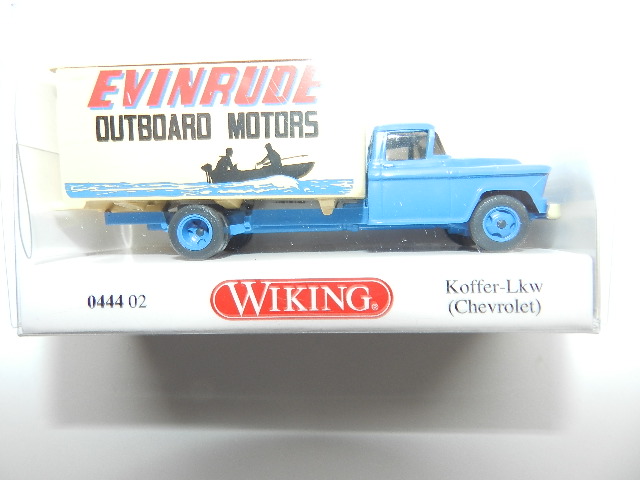 EVINRUDE
OUTBOARD MOTORS
0444 02
WIKING®
Koffer-Lkw
(Chevrolet)